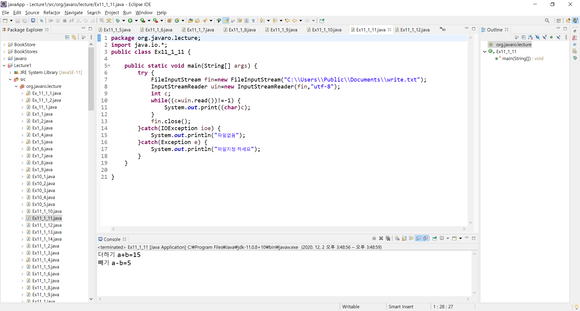 javaApp - Lecture1/src/org/javaro/lecture/Ex11_1_11.java - Eclipse IDE
File Edit Source Refactor Navigate Search Project Run Window Help
Package Explorer
BookStore
BookStores
javaro
Lecture1
JRE System Library [JavaSE-11]
src
org.javaro.lecture
Ex_11_1_1.java
Ex_11_1_2.java
Ex_11_1.java
Ex1_1.java
Ex1_2.java
Ex1_3.java
Ex1_4.java
Ex1_5.java
Ex1_6.java
Ex1_7.java
Ex1_8.java
Ex1_9.java
Ex10_1.java
Ex10_2.java
Ex10_3.java
Ex10_4.java
Ex10_5.java
Ex11_1_10.java
Ex11_1_11.java
Ex11_1_12.java
Ex11_1_13.java
Ex11_1_14.java
Ex11_1_3.java
Ex11_1_4.java
Ex11_1_5.java
Ex11_1_6.java
Ex11_1_7.java
Ex11_1_8.java
Ex11_1_9.java
Ex11_1_5.java Ex11_1_6.java Ex11_1_7.java Ex11_1_8.java Ex11_1_9.java Ex11_1_10.java Ex11_1_11.java Ex11_1_12.java
1 package org.javaro.lecture;
2 import java.io.*;
3 public class Ex11_1_11 {
4
5 public static void main(String[] args) {
6 try {
7 FileInputStream fin=new FileInputStream("C:\\Users\\Public\\Documents\\write.txt");
8 InputStreamReader uin=new InputStreamReader(fin,"utf-8");
9 int c;
10 while((c=uin.read())!=-1) {
11 System.out.print((char)c);
12 }
13 fin.close();
14 }catch(IOException ioe) {
15 System.out.println("파일없음");
16 }catch(Exception e) {
17 System.out.println("파일지정 하세요");
18 }
19 }
20
21 }
Outline
org.javaro.lecture
Ex11_1_11
main(String[]) : void
Console
<terminated> Ex11_1_11 [Java Application] C:\Program Files\Java\jdk-11.0.8+10\bin\javaw.exe (2020. 12. 2 오후 3:48:56 – 오후 3:48:59)
더하기 a+b=15
빼기 a-b=5
Writable Smart Insert 1 : 28 : 27